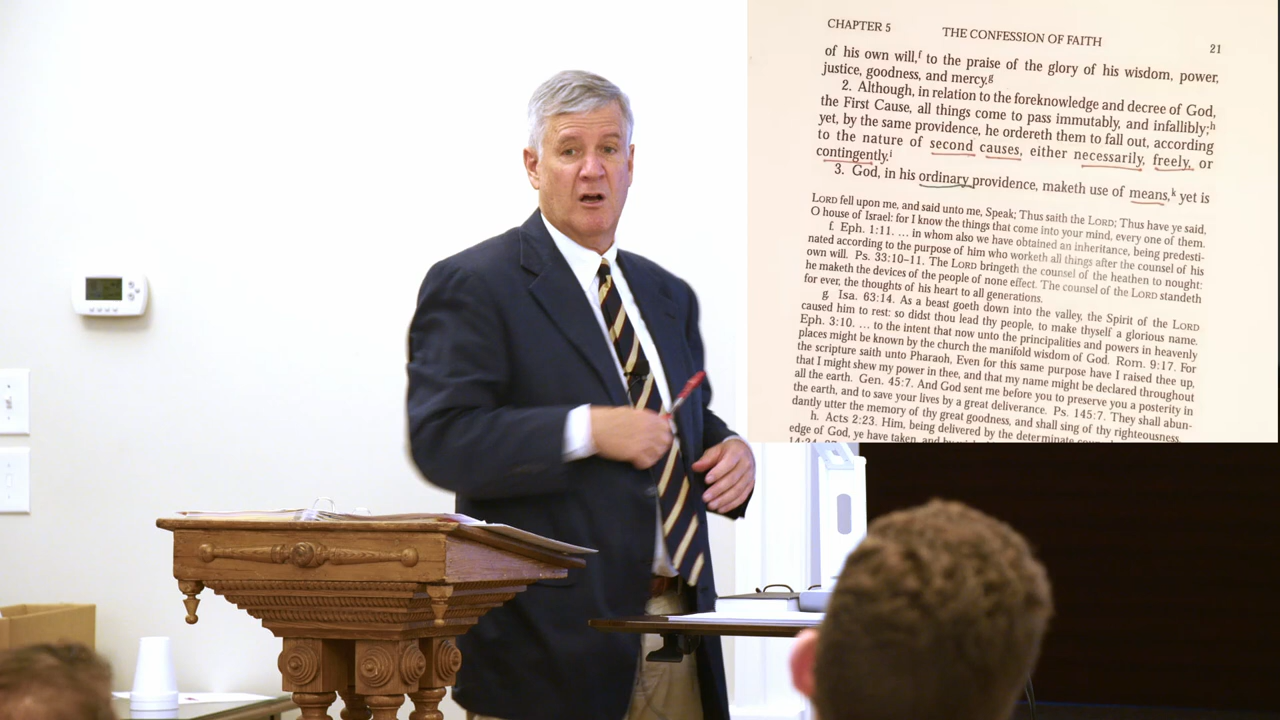 CHAPTER 5 THE CONFESSION OF FAITH 21
of his own will,f to the praise of the glory of his wisdom, power,
justice, goodness, and mercy.g
2. Although, in relation to the foreknowledge and decree of God,
the First Cause, all things come to pass immutably, and infallibly;h
yet, by the same providence, he ordereth them to fall out, according
to the nature of second causes, either necessarily, freely, or
contingently.i
3. God, in his ordinary providence, maketh use of means,k yet is
LORD fell upon me, and said unto me, Speak; Thus saith the LORD; Thus have ye said,
O house of Israel: for I know the things that come into your mind, every one of them.
f. Eph. 1:11. ... in whom also we have obtained an inheritance, being predesti-
nated according to the purpose of him who worketh all things after the counsel of his
own will. Ps. 33:10–11. The LORD bringeth the counsel of the heathen to nought:
he maketh the devices of the people of none effect. The counsel of the LORD standeth
for ever, the thoughts of his heart to all generations.
g. Isa. 63:14. As a beast goeth down into the valley, the Spirit of the LORD
caused him to rest: so didst thou lead thy people, to make thyself a glorious name.
Eph. 3:10. ... to the intent that now unto the principalities and powers in heavenly
places might be known by the church the manifold wisdom of God. Rom. 9:17. For
the scripture saith unto Pharaoh, Even for this same purpose have I raised thee up,
that I might shew my power in thee, and that my name might be declared throughout
all the earth. Gen. 45:7. And God sent me before you to preserve you a posterity in
the earth, and to save your lives by a great deliverance. Ps. 145:7. They shall abun-
dantly utter the memory of thy great goodness, and shall sing of thy righteousness.
h. Acts 2:23. Him, being delivered by the determinate
edge of God, ye have taken, and